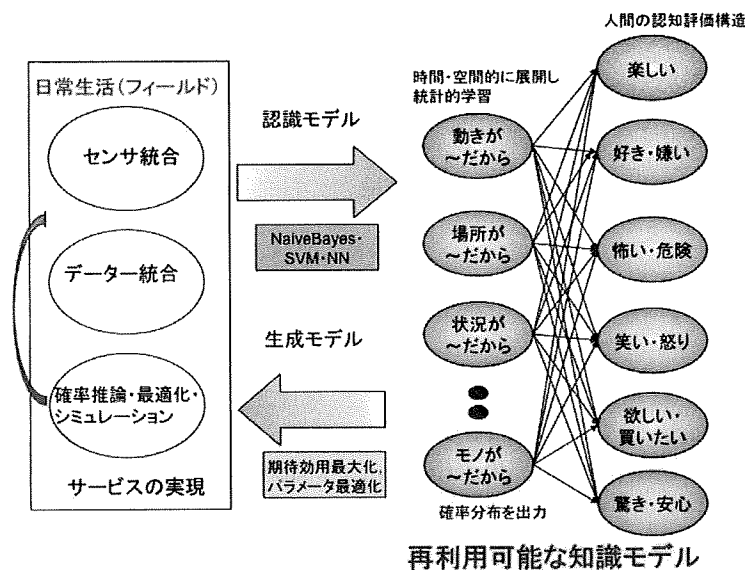 人間の認知評価構造
日常生活(フィールド)
センサ統合
データー統合
確率推論・最適化・
シミュレーション
サービスの実現
認識モデル
NaiveBayes・
SVM・NN
生成モデル
期待効用最大化,
パラメータ最適化
時間・空間的に展開し
統計的学習
動きが
~だから
場所が
~だから
状況が
~だから
モノが
~だから
確率分布を出力
楽しい
好き・嫌い
怖い・危険
笑い・怒り
欲しい・
買いたい
驚き・安心
再利用可能な知識モデル